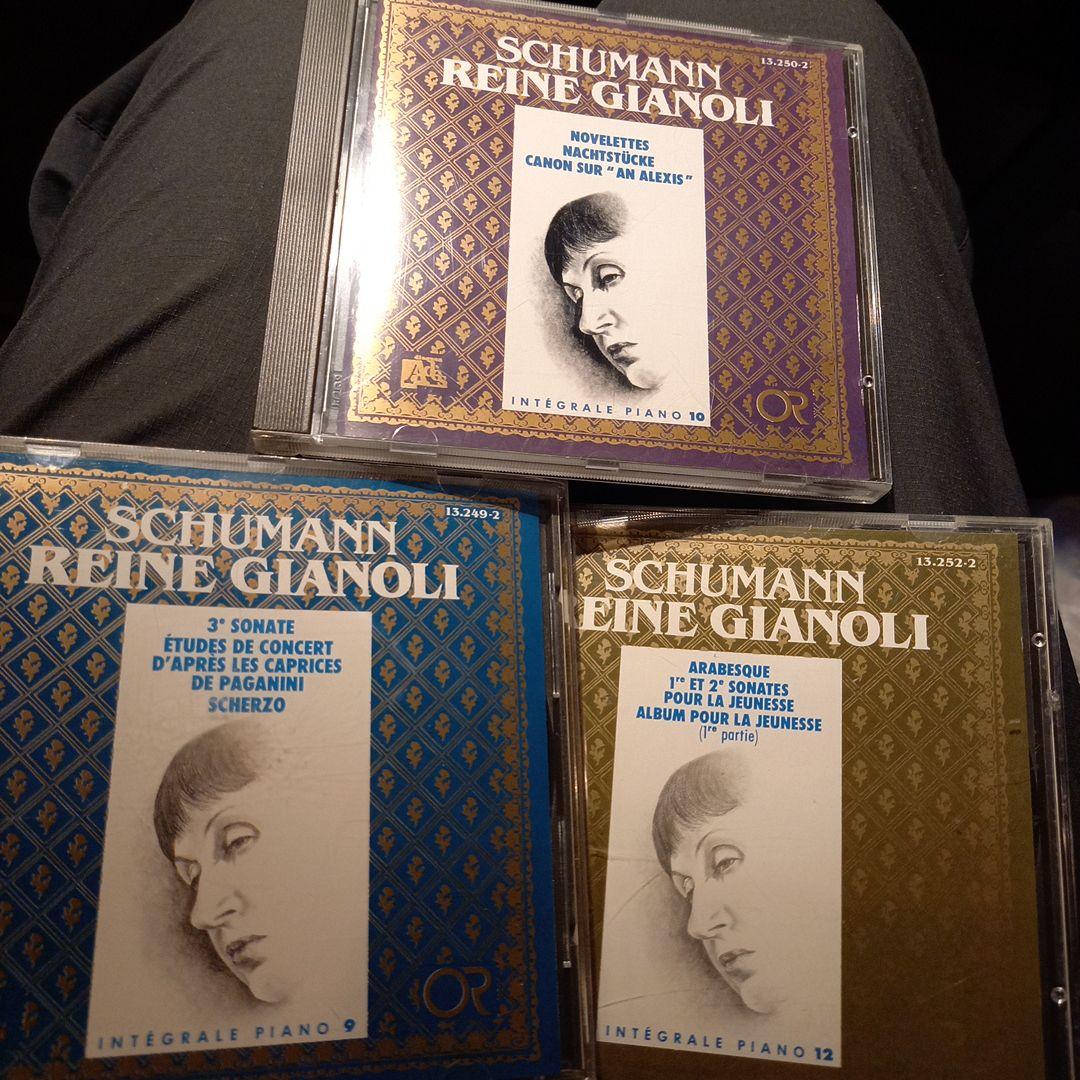 SCHUMANN
REINE GIANOLI
13.250-2
NOVELETTES
NACHTSTÜCKE
CANON SUR "AN ALEXIS"
Adès
INTÉGRALE PIANO 10
OR
SCHUMANN
REINE GIANOLI
13.249-2
3e SONATE
ÉTUDES DE CONCERT
D'APRÈS LES CAPRICES
DE PAGANINI
SCHERZO
OR
INTÉGRALE PIANO 9
SCHUMANN
EINE GIANOLI
13.252-2
ARABESQUE
1re ET 2e SONATES
POUR LA JEUNESSE
ALBUM POUR LA JEUNESSE
(1re partie)
INTÉGRALE PIANO 12